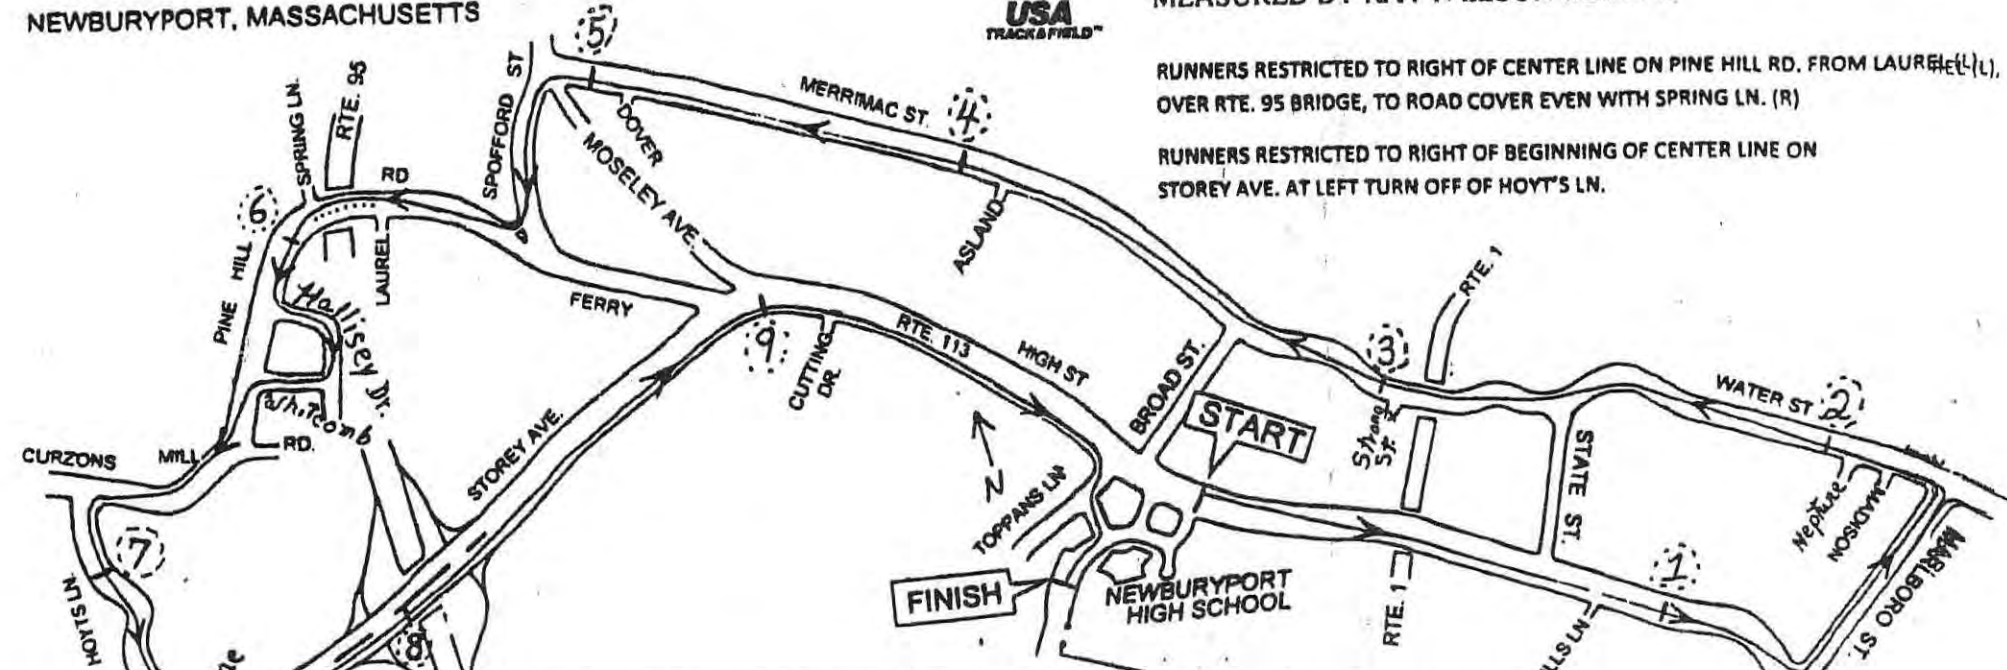 NEWBURYPORT, MASSACHUSETTS
USA
TRACK & FIELD™
RUNNERS RESTRICTED TO RIGHT OF CENTER LINE ON PINE HILL RD. FROM LAUREL (L),
OVER RTE. 95 BRIDGE, TO ROAD COVER EVEN WITH SPRING LN. (R)
RUNNERS RESTRICTED TO RIGHT OF BEGINNING OF CENTER LINE ON
STOREY AVE. AT LEFT TURN OFF OF HOYT'S LN.
5
SPRING LN.
RTE. 95
SPOFFORD ST
DOVER
MERRIMAC ST.
4
MOSELEY AVE.
RD
6
PINE HILL
LAUREL
ASLAND
FERRY
Hallisey Dr.
Whitcomb
RD.
CURZONS MILL
7
HOYTS LN
STOREY AVE.
8
9
CUTTING DR.
RTE. 113
HIGH ST
BROAD ST.
START
RTE. 1
3
Strong St
WATER ST
2
STATE ST.
Neptune
MADISON
MARLBORO ST
N
TOPPANS LN
FINISH
NEWBURYPORT
HIGH SCHOOL
RTE. 1
1